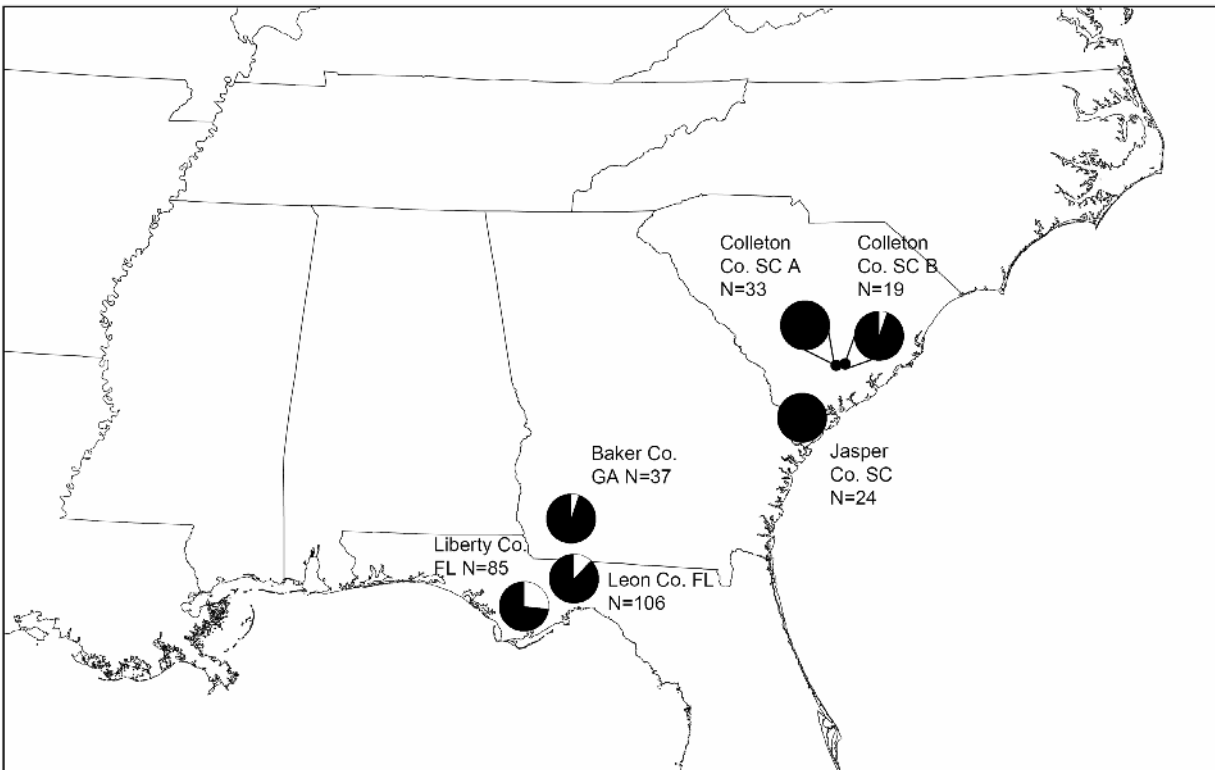 Colleton
Co. SC A
N=33
Colleton
Co. SC B
N=19
Jasper
Co. SC
N=24
Baker Co.
GA N=37
Liberty Co.
FL N=85
Leon Co. FL
N=106